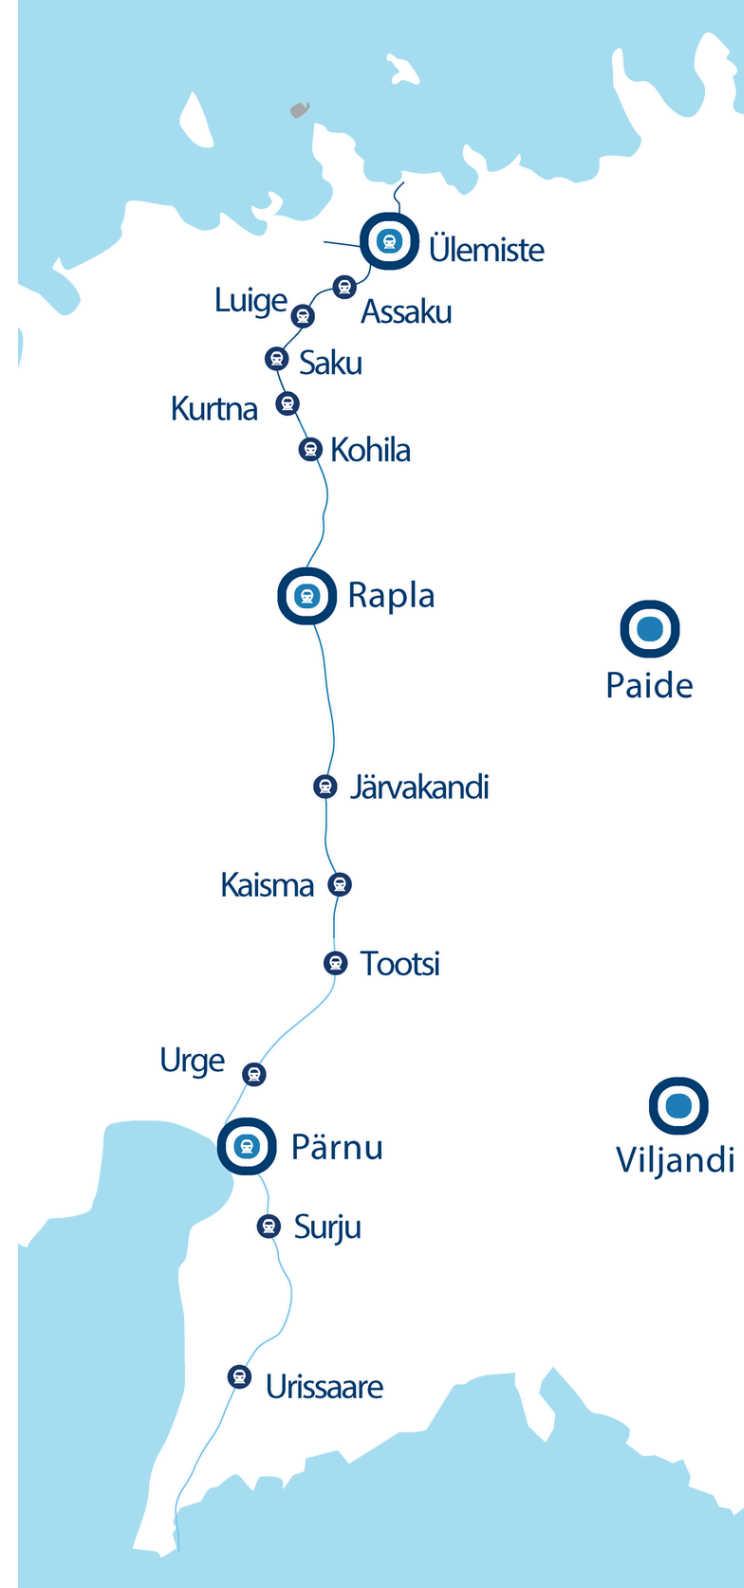 Ülemiste
Luige
Assaku
Saku
Kurtna
Kohila
Rapla
Paide
Järvakandi
Kaisma
Tootsi
Urge
Pärnu
Viljandi
Surju
Urissaare